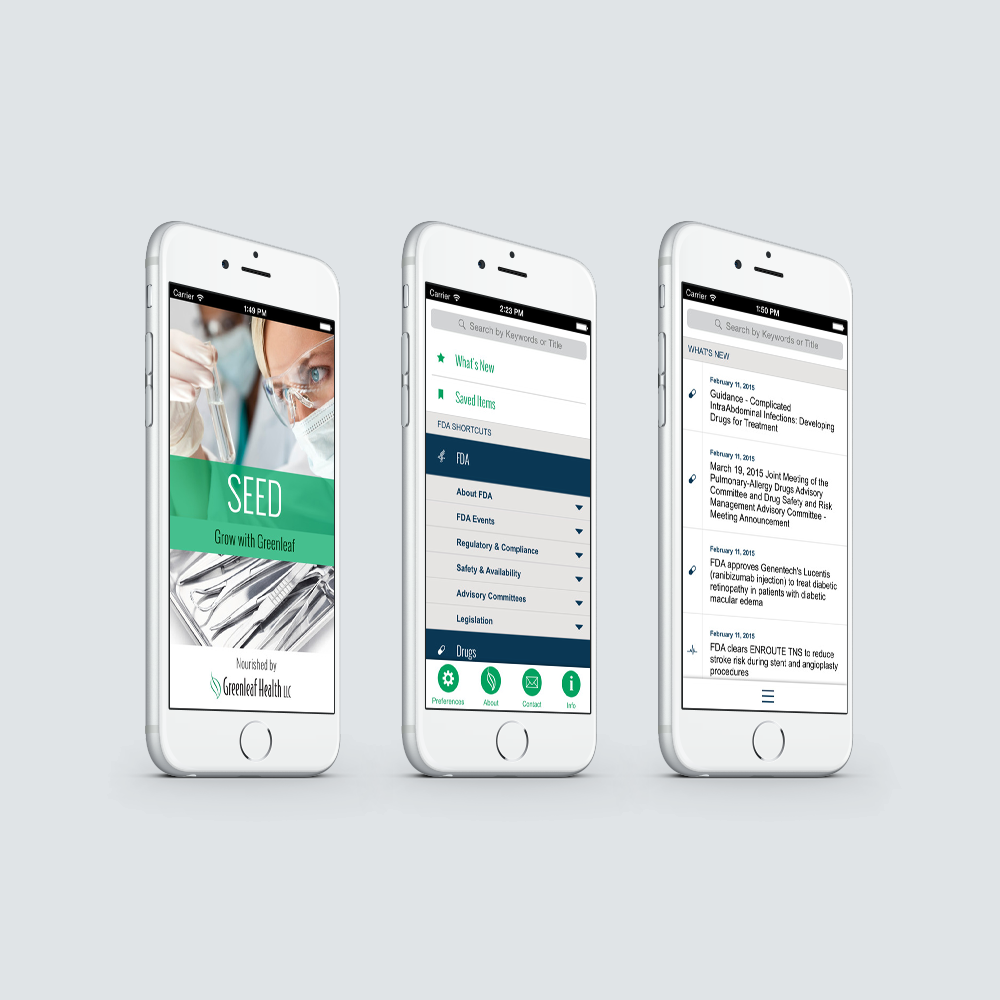 Carrier
1:49 PM
SEED
Grow with Greenleaf
Nourished by
Greenleaf Health LLC
Carrier
2:23 PM
Search by Keywords or Title
What's New
Saved Items
FDA SHORTCUTS
FDA
About FDA
FDA Events
Regulatory & Compliance
Safety & Availability
Advisory Committees
Legislation
Drugs
Preferences
About
Contact
Info
Carrier
1:50 PM
Search by Keywords or Title
WHAT'S NEW
February 11, 2015
Guidance - Complicated
IntraAbdominal Infections: Developing
Drugs for Treatment
February 11, 2015
March 19, 2015 Joint Meeting of the
Pulmonary-Allergy Drugs Advisory
Committee and Drug Safety and Risk
Management Advisory Committee -
Meeting Announcement
February 11, 2015
FDA approves Genentech's Lucentis
(ranibizumab injection) to treat diabetic
retinopathy in patients with diabetic
macular edema
February 11, 2015
FDA clears ENROUTE TNS to reduce
stroke risk during stent and angioplasty
procedures